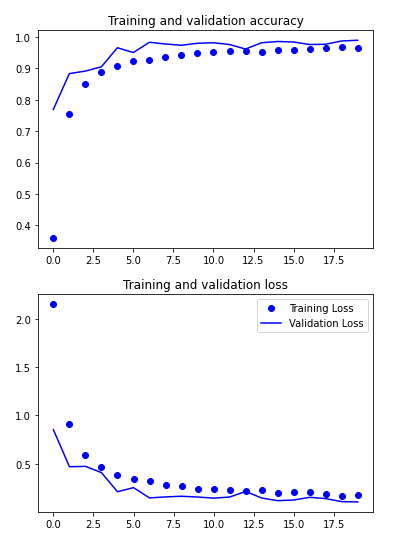 Training and validation accuracy
1.0
0.9
0.8
0.7
0.6
0.5
0.4
0.0 2.5 5.0 7.5 10.0 12.5 15.0 17.5
Training and validation loss
Training Loss
Validation Loss
2.0
1.5
1.0
0.5
0.0 2.5 5.0 7.5 10.0 12.5 15.0 17.5